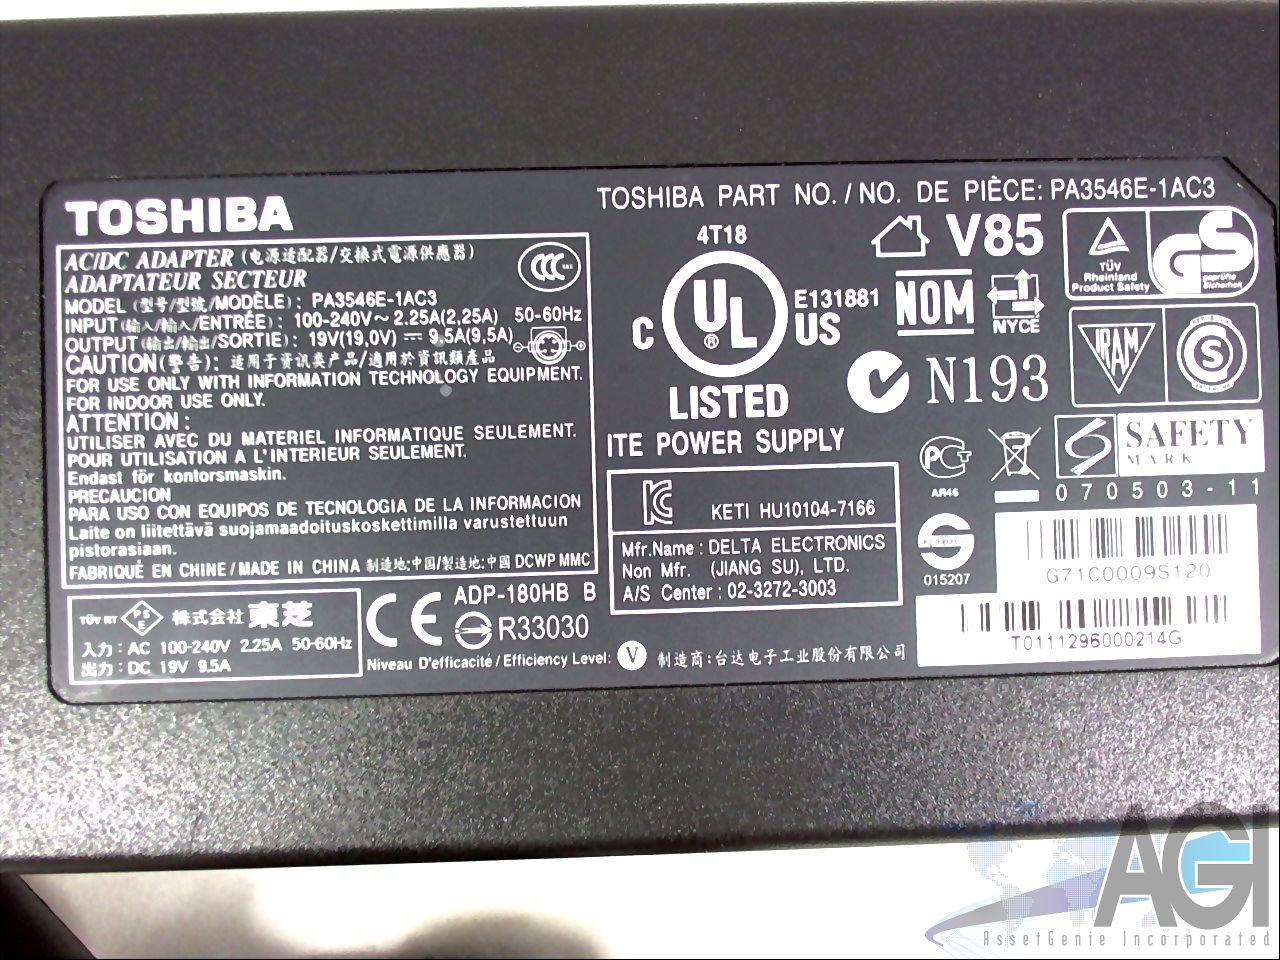 TOSHIBA
TOSHIBA PART NO. / NO. DE PIÈCE: PA3546E-1AC3
AC/DC ADAPTER (电源适配器/交換式電源供應器)
ADAPTATEUR SECTEUR
MODEL (型号/型號/MODÈLE): PA3546E-1AC3
INPUT (输入/輸入/ENTRÉE): 100-240V~ 2.25A(2.25A) 50-60Hz
OUTPUT (输出/輸出/SORTIE): 19V(19,0V) ⎓ 9.5A(9,5A)
CAUTION(警告): 适用于资讯类产品/適用於資訊類產品
FOR USE ONLY WITH INFORMATION TECHNOLOGY EQUIPMENT.
FOR INDOOR USE ONLY.
ATTENTION :
UTILISER AVEC DU MATERIEL INFORMATIQUE SEULEMENT.
POUR UTILISATION A L'INTERIEUR SEULEMENT.
Endast för kontorsmaskin.
PRECAUCION
PARA USO CON EQUIPOS DE TECNOLOGIA DE LA INFORMACION
Laite on liitettävä suojamaadoituskoskettimilla varustettuun
pistorasiaan.
FABRIQUÉ EN CHINE / MADE IN CHINA 制造地:中国/製造地:中國 DCWP MMC
TÜV RT PS E 株式会社 東芝
入力 : AC 100-240V 2.25A 50-60Hz
出力 : DC 19V 9.5A
CE ADP-180HB B
R33030
Niveau D'efficacité / Efficiency Level: V 制造商:台达电子工业股份有限公司
4T18
C UL ® US E131881
LISTED
ITE POWER SUPPLY
KC KETI HU10104-7166
Mfr.Name : DELTA ELECTRONICS
Non Mfr. (JIANG SU), LTD.
A/S Center : 02-3272-3003
V85
NOM NYCE
N193
TÜV
Rheinland
Product Safety
GS geprüfte
Sicherheit
IRAM S
PCT
AR46
SAFETY
MARK
070503-11
S
015207
G71C0009S120
T0111296000214G
AGI
AssetGenie Incorporated